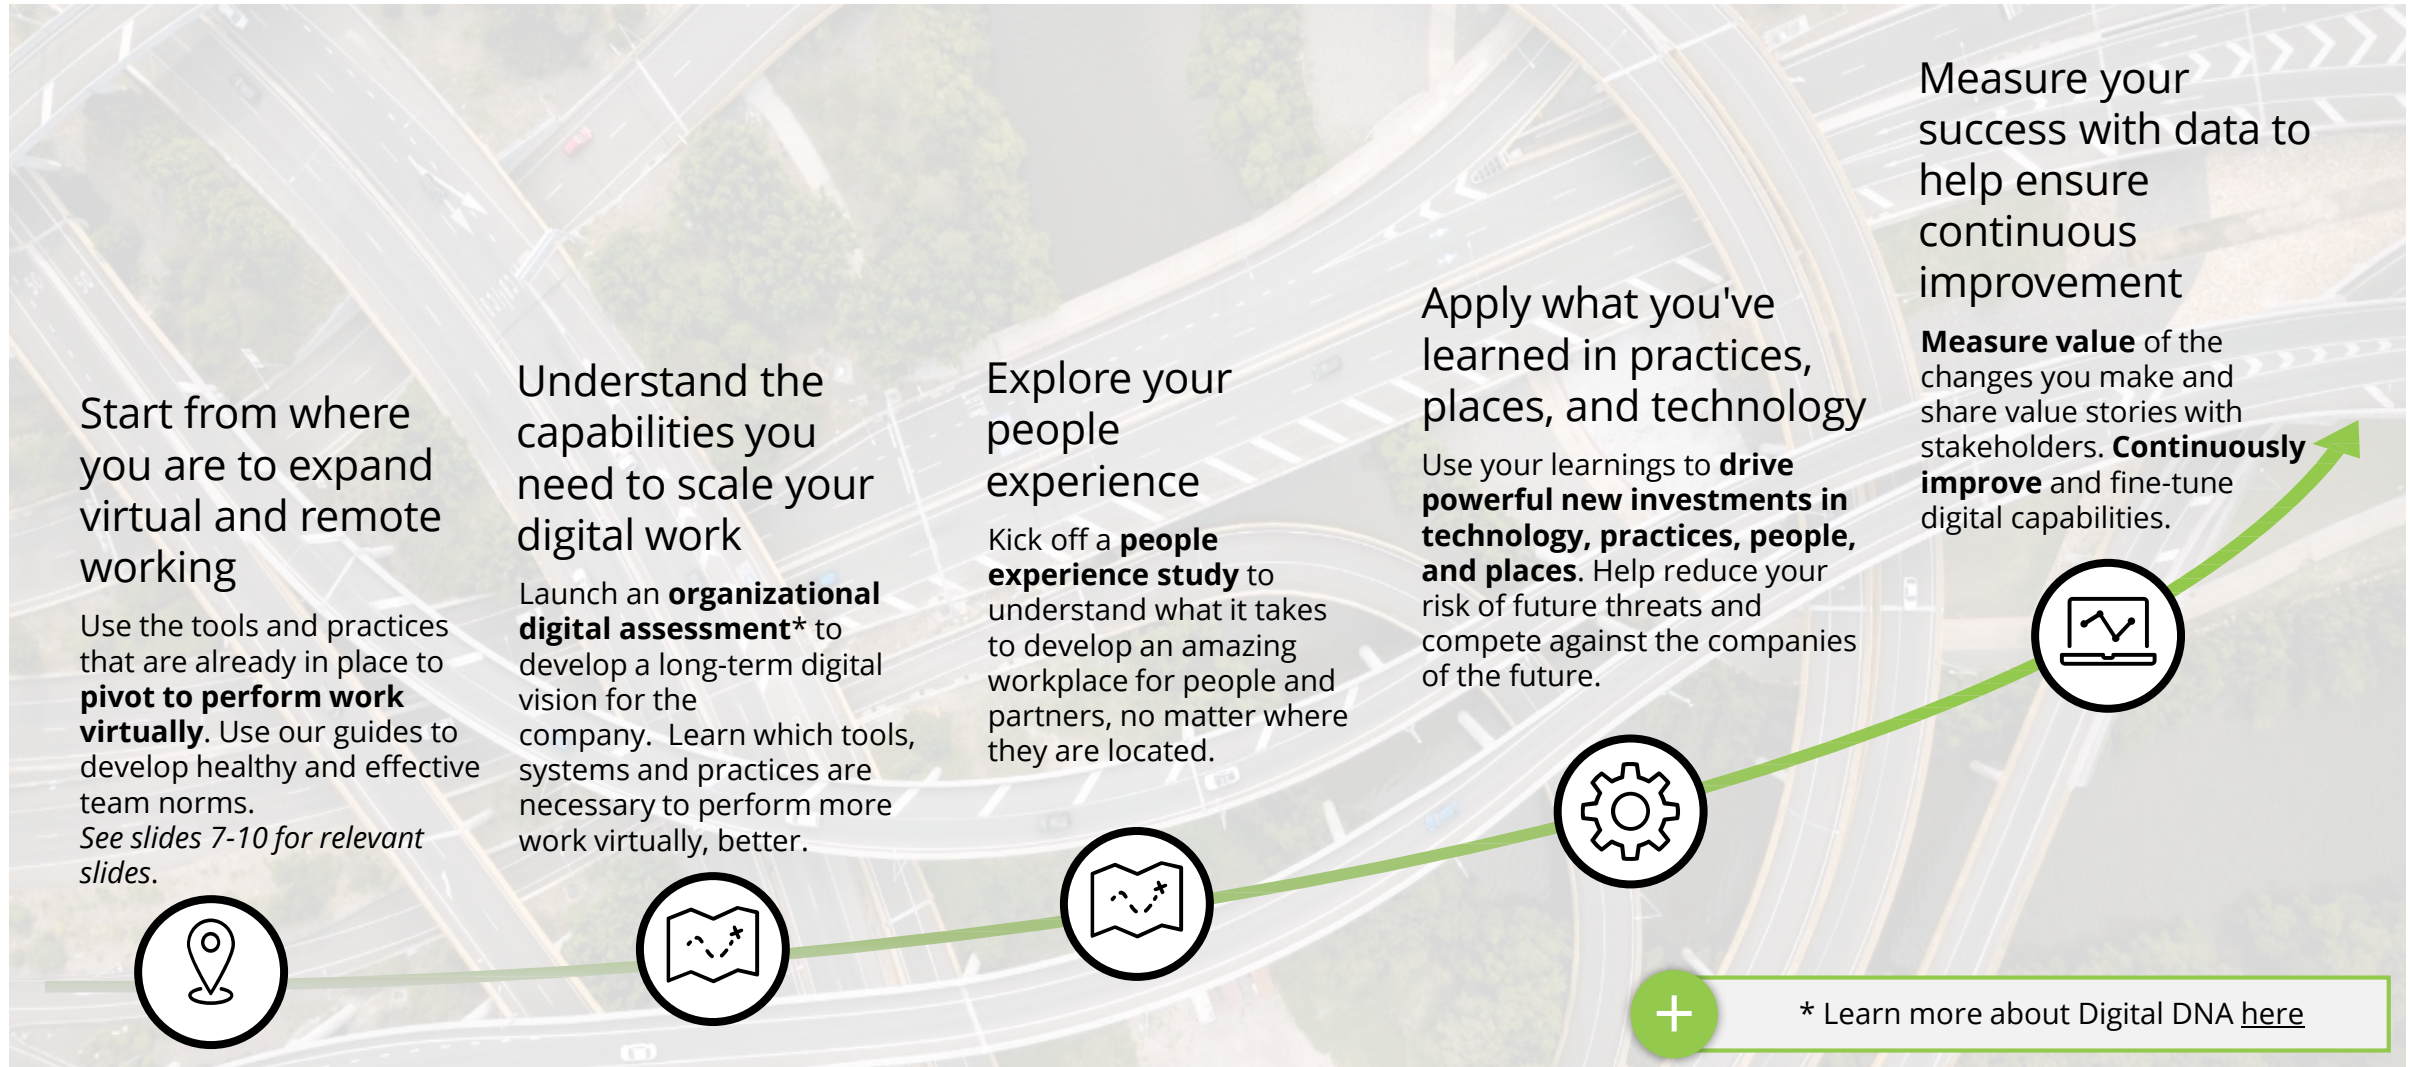 Start from where
you are to expand
virtual and remote
working
Use the tools and practices
that are already in place to
pivot to perform work
virtually. Use our guides to
develop healthy and effective
team norms.
See slides 7-10 for relevant
slides.
Understand the
capabilities you
need to scale your
digital work
Launch an organizational
digital assessment* to
develop a long-term digital
vision for the
company.  Learn which tools,
systems and practices are
necessary to perform more
work virtually, better.
Explore your
people
experience
Kick off a people
experience study to
understand what it takes
to develop an amazing
workplace for people and
partners, no matter where
they are located.
Apply what you've
learned in practices,
places, and technology
Use your learnings to drive
powerful new investments in
technology, practices, people,
and places. Help reduce your
risk of future threats and
compete against the companies
of the future.
Measure your
success with data to
help ensure
continuous
improvement
Measure value of the
changes you make and
share value stories with
stakeholders. Continuously
improve and fine-tune
digital capabilities.
* Learn more about Digital DNA here